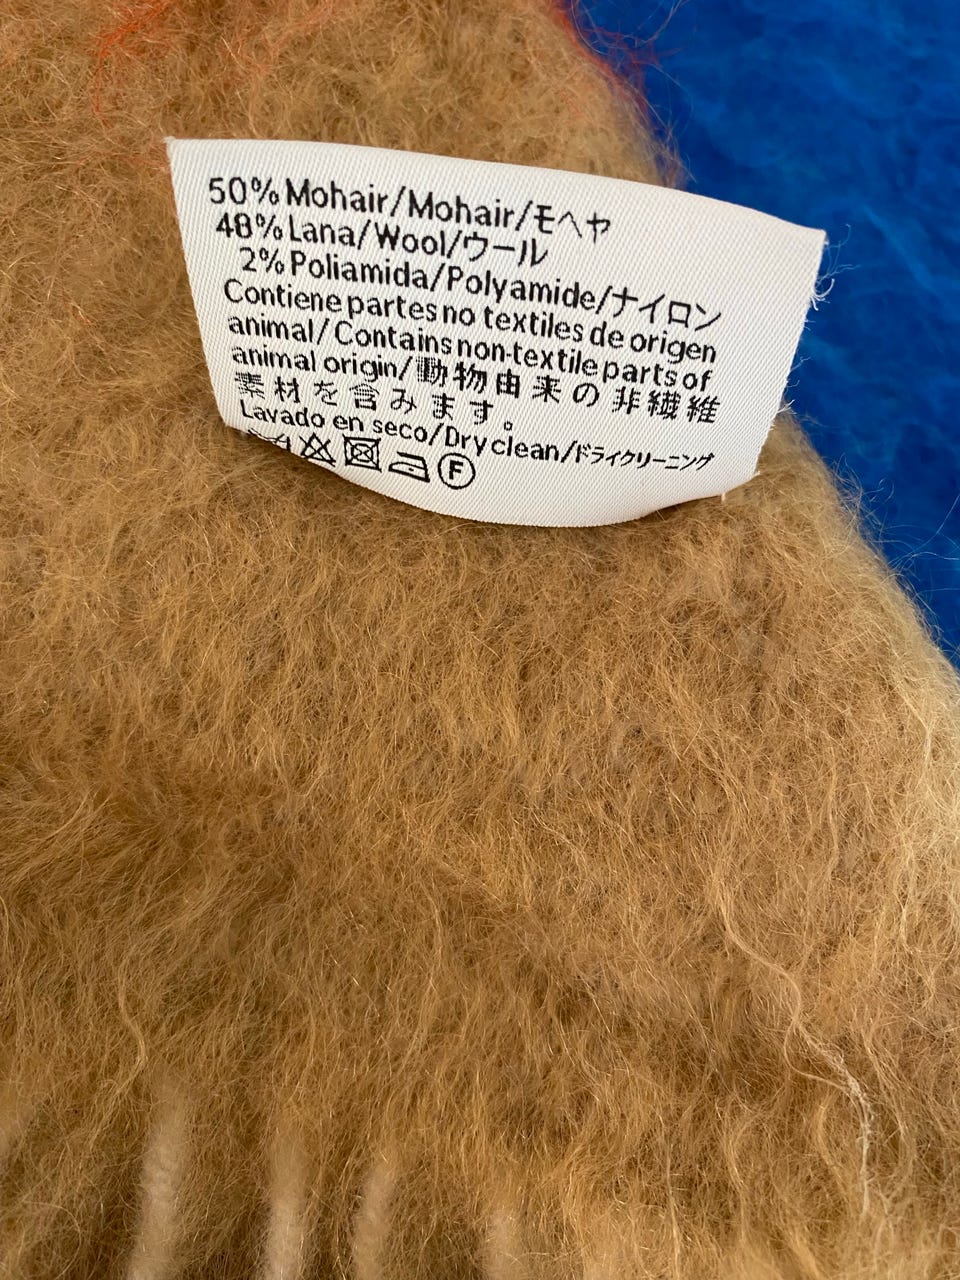 50% Mohair/Mohair/モヘヤ
48% Lana/Wool/ウール
2% Poliamida/Polyamide/ナイロン
Contiene partes no textiles de origen
animal/Contains non-textile parts of
animal origin/動物由来の非繊維
素材を含みます。
Lavado en seco/Dry clean/ドライクリーニング
F